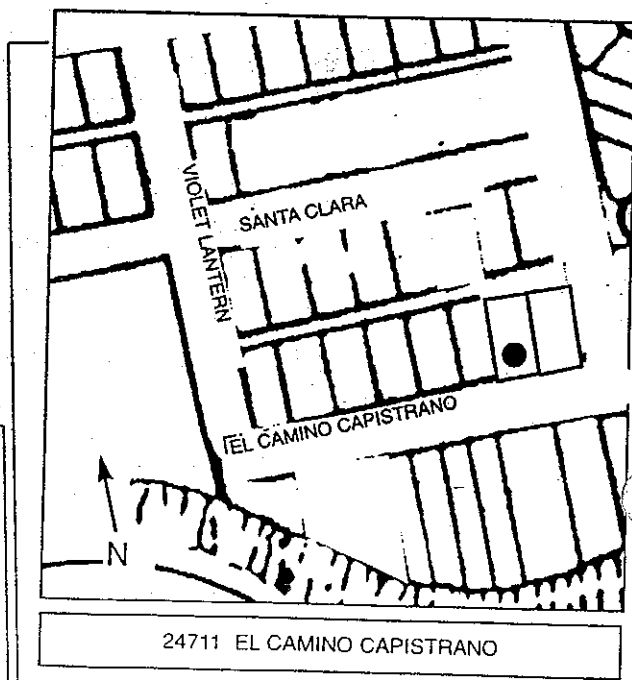 VIOLET LANTERN
SANTA CLARA
EL CAMINO CAPISTRANO
N
24711 EL CAMINO CAPISTRANO